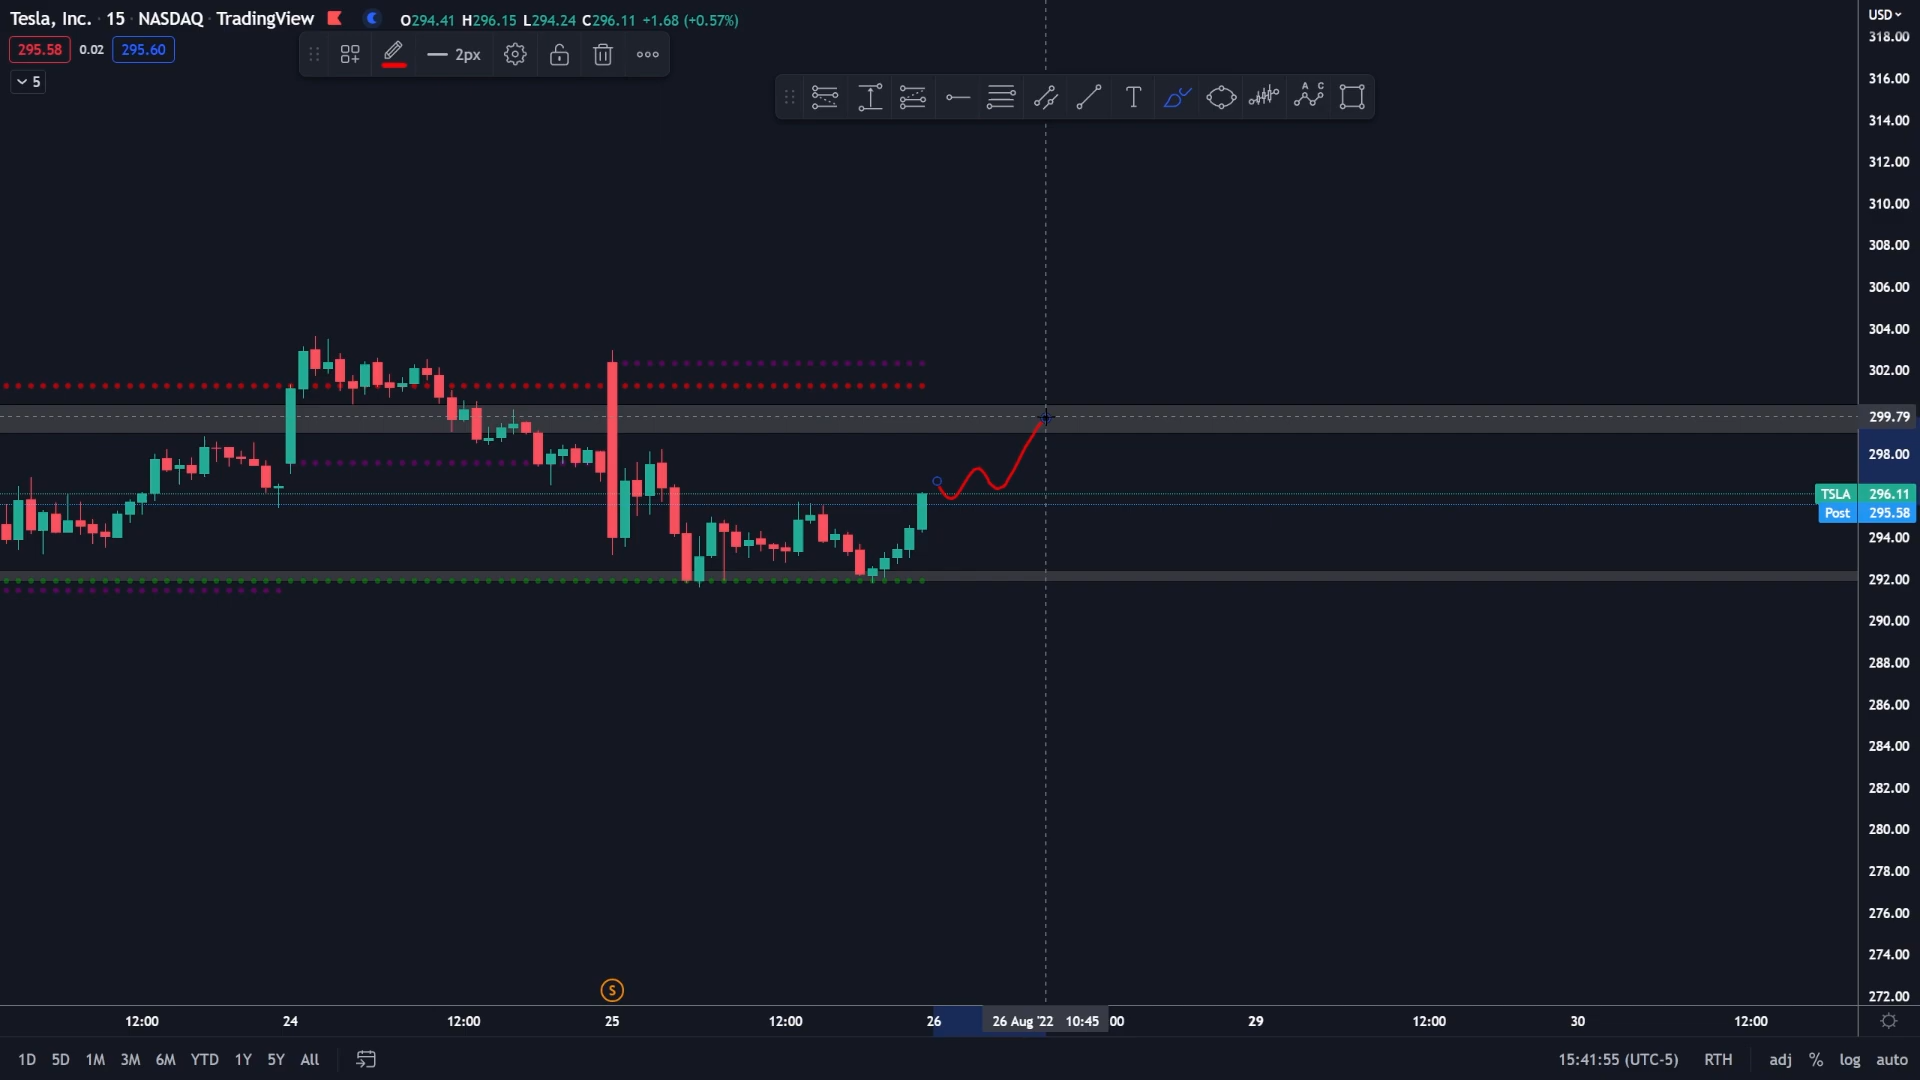 Tesla, Inc. · 15 · NASDAQ · TradingView O294.41 H296.15 L294.24 C296.11 +1.68 (+0.57%)
295.58 0.02 295.60
2px
5
T
A C
USD
318.00
316.00
314.00
312.00
310.00
308.00
306.00
304.00
302.00
299.79
298.00
TSLA 296.11
Post 295.58
294.00
292.00
290.00
288.00
286.00
284.00
282.00
280.00
278.00
276.00
274.00
272.00
S
12:00 24 12:00 25 12:00 26 26 Aug '22 10:45 00 29 12:00 30 12:00
1D 5D 1M 3M 6M YTD 1Y 5Y All 15:41:55 (UTC-5) RTH adj % log auto